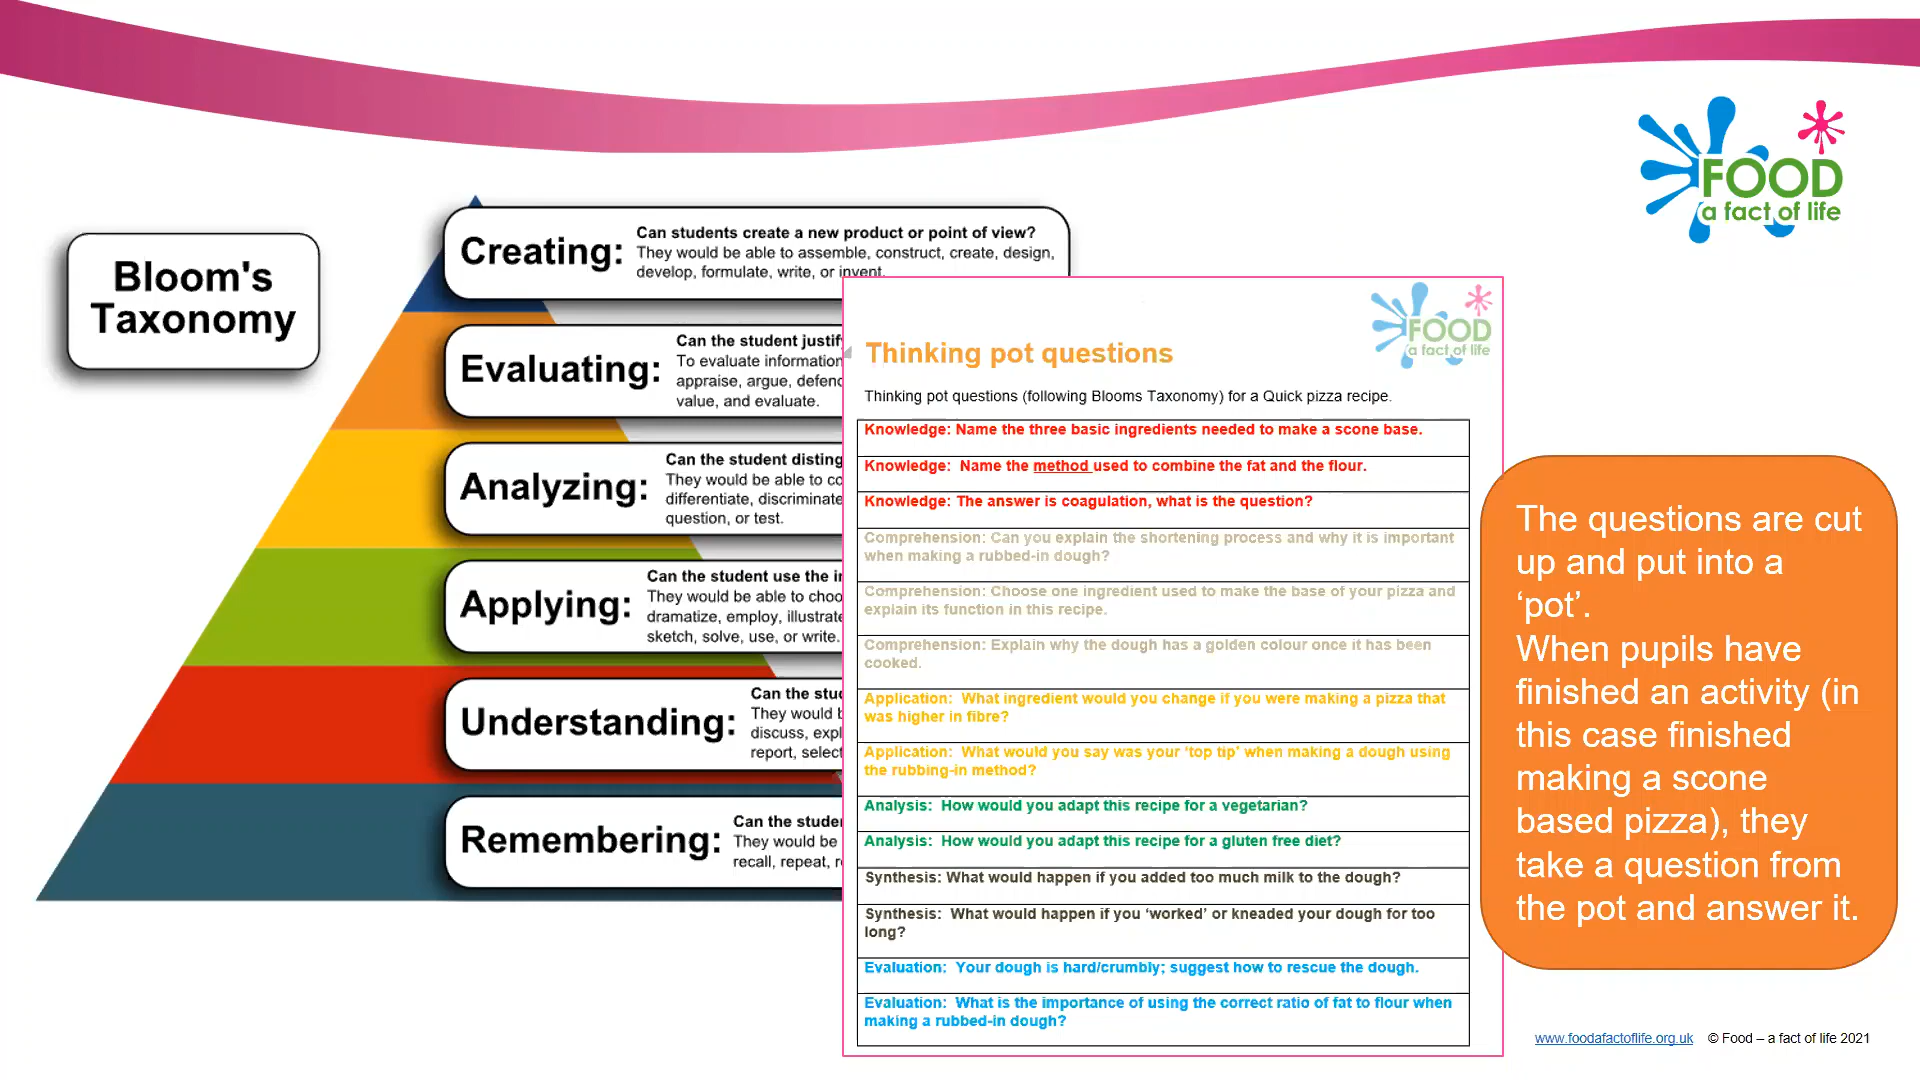 FOOD
a fact of life
Bloom's
Taxonomy
Creating:
Can students create a new product or point of view?
They would be able to assemble, construct, create, design,
develop, formulate, write, or invent.
Evaluating:
Can the student justif
To evaluate information
appraise, argue, defend
value, and evaluate.
Analyzing:
Can the student disting
They would be able to co
differentiate, discriminate
question, or test.
Applying:
Can the student use the in
They would be able to choo
dramatize, employ, illustrate
sketch, solve, use, or write.
Understanding:
Can the stu
They would b
discuss, expl
report, select
Remembering:
Can the stude
They would be
recall, repeat, r
FOOD
a fact of life
Thinking pot questions
Thinking pot questions (following Blooms Taxonomy) for a Quick pizza recipe.
Knowledge: Name the three basic ingredients needed to make a scone base.
Knowledge: Name the method used to combine the fat and the flour.
Knowledge: The answer is coagulation, what is the question?
Comprehension: Can you explain the shortening process and why it is important
when making a rubbed-in dough?
Comprehension: Choose one ingredient used to make the base of your pizza and
explain its function in this recipe.
Comprehension: Explain why the dough has a golden colour once it has been
cooked.
Application: What ingredient would you change if you were making a pizza that
was higher in fibre?
Application: What would you say was your ‘top tip’ when making a dough using
the rubbing-in method?
Analysis: How would you adapt this recipe for a vegetarian?
Analysis: How would you adapt this recipe for a gluten free diet?
Synthesis: What would happen if you added too much milk to the dough?
Synthesis: What would happen if you ‘worked’ or kneaded your dough for too
long?
Evaluation: Your dough is hard/crumbly; suggest how to rescue the dough.
Evaluation: What is the importance of using the correct ratio of fat to flour when
making a rubbed-in dough?
The questions are cut
up and put into a
‘pot’.
When pupils have
finished an activity (in
this case finished
making a scone
based pizza), they
take a question from
the pot and answer it.
www.foodafactoflife.org.uk © Food – a fact of life 2021